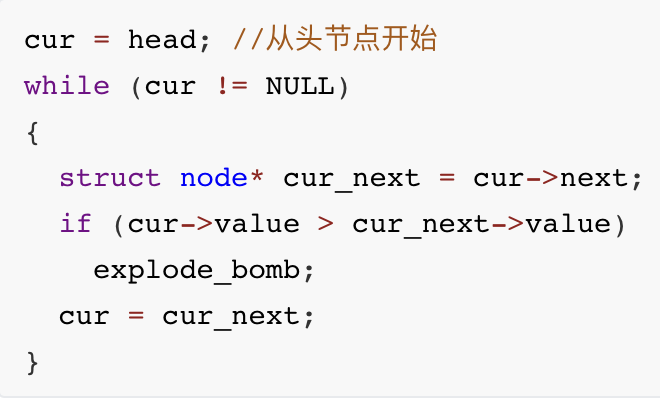 cur = head; //从头节点开始
while (cur != NULL)
{
  struct node* cur_next = cur->next;
  if (cur->value > cur_next->value)
    explode_bomb;
  cur = cur_next;
}